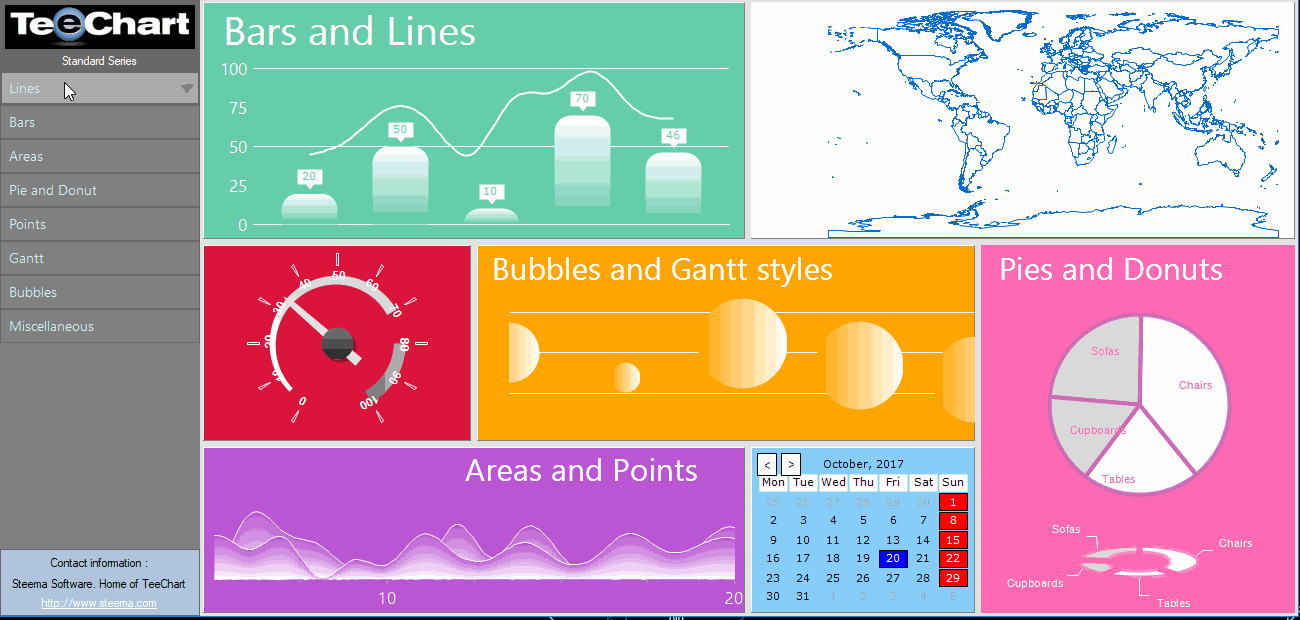 TeeChart
Standard Series
Lines
Bars
Areas
Pie and Donut
Points
Gantt
Bubbles
Miscellaneous
Contact information :
Steema Software. Home of TeeChart
http://www.steema.com
Bars and Lines
100
75
50
25
0
20
50
10
70
46
0
20
30
40
50
60
70
80
90
100
Bubbles and Gantt styles
Pies and Donuts
Sofas
Chairs
Cupboards
Tables
Sofas
Chairs
Cupboards
Tables
Areas and Points
10
20
< > October, 2017
Mon Tue Wed Thu Fri Sat Sun
25 26 27 28 29 30 1
2 3 4 5 6 7 8
9 10 11 12 13 14 15
16 17 18 19 20 21 22
23 24 25 26 27 28 29
30 31 1 2 3 4 5